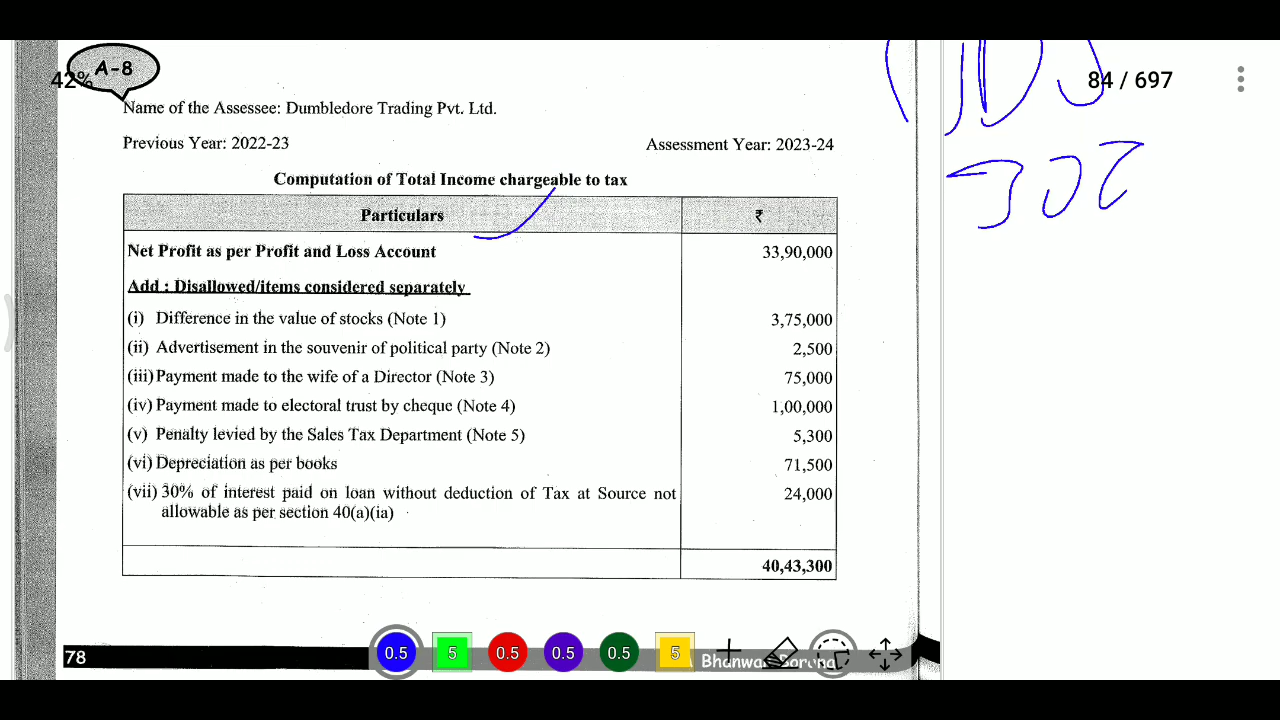 A-8
42%
84 / 697
Name of the Assessee: Dumbledore Trading Pvt. Ltd.
Previous Year: 2022-23 Assessment Year: 2023-24
Computation of Total Income chargeable to tax
Particulars ₹
Net Profit as per Profit and Loss Account 33,90,000
Add : Disallowed/items considered separately
(i) Difference in the value of stocks (Note 1) 3,75,000
(ii) Advertisement in the souvenir of political party (Note 2) 2,500
(iii) Payment made to the wife of a Director (Note 3) 75,000
(iv) Payment made to electoral trust by cheque (Note 4) 1,00,000
(v) Penalty levied by the Sales Tax Department (Note 5) 5,300
(vi) Depreciation as per books 71,500
(vii) 30% of interest paid on loan without deduction of Tax at Source not 24,000
allowable as per section 40(a)(ia)
40,43,300
78
0.5 5 0.5 0.5 0.5 5
Bhanwar Borana